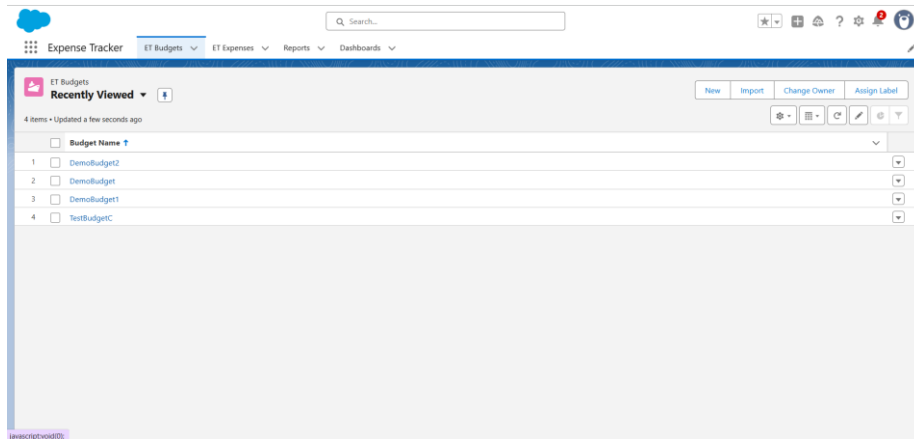 Search...
2
Expense Tracker ET Budgets ET Expenses Reports Dashboards
ET Budgets
Recently Viewed
New Import Change Owner Assign Label
4 items • Updated a few seconds ago
Budget Name ↑
1 DemoBudget2
2 DemoBudget
3 DemoBudget1
4 TestBudgetC
javascript:void(0);